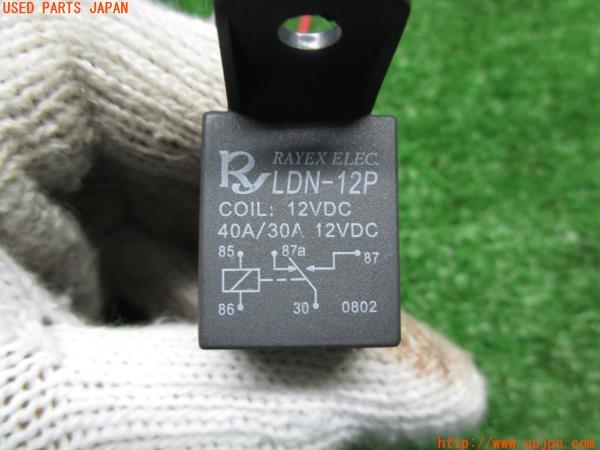 USED PARTS JAPAN
R RAYEX ELEC.
LDN-12P
COIL: 12VDC
40A/30A 12VDC
85 87a 87
86 30 0802
http://www.upjpn.com/